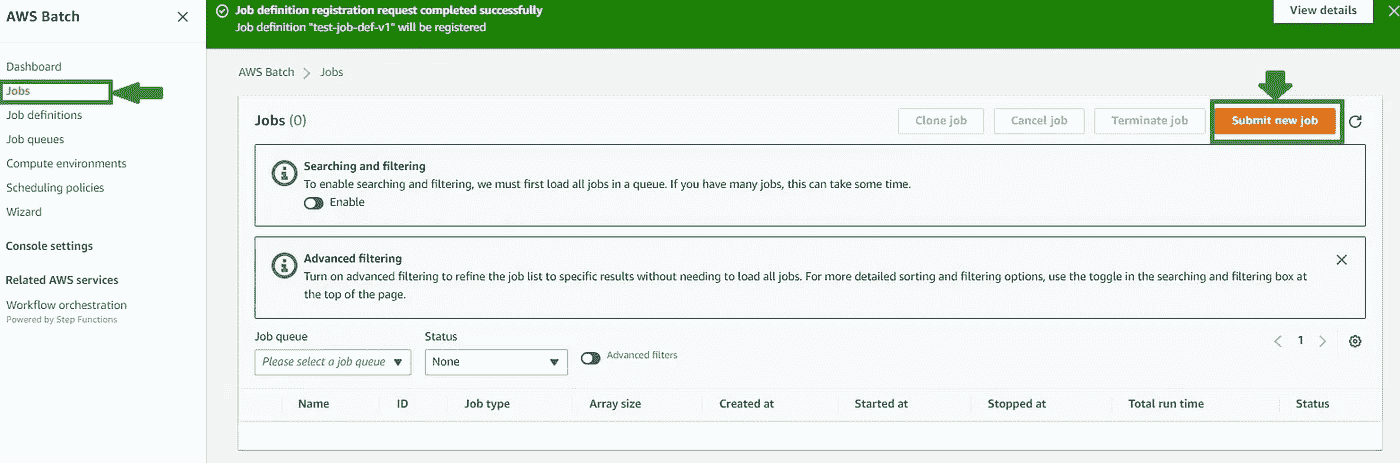 AWS Batch
Dashboard
Jobs
Job definitions
Job queues
Compute environments
Scheduling policies
Wizard
Console settings
Related AWS services
Workflow orchestration
Powered by Step Functions
Job definition registration request completed successfully
Job definition "test-job-def-v1" will be registered
View details
AWS Batch Jobs
Jobs (0)
Clone job
Cancel job
Terminate job
Submit new job
Searching and filtering
To enable searching and filtering, we must first load all jobs in a queue. If you have many jobs, this can take some time.
Enable
Advanced filtering
Turn on advanced filtering to refine the job list to specific results without needing to load all jobs. For more detailed sorting and filtering options, use the toggle in the searching and filtering box at
the top of the page.
Job queue
Please select a job queue
Status
None
Advanced filters
1
Name ID Job type Array size Created at Started at Stopped at Total run time Status